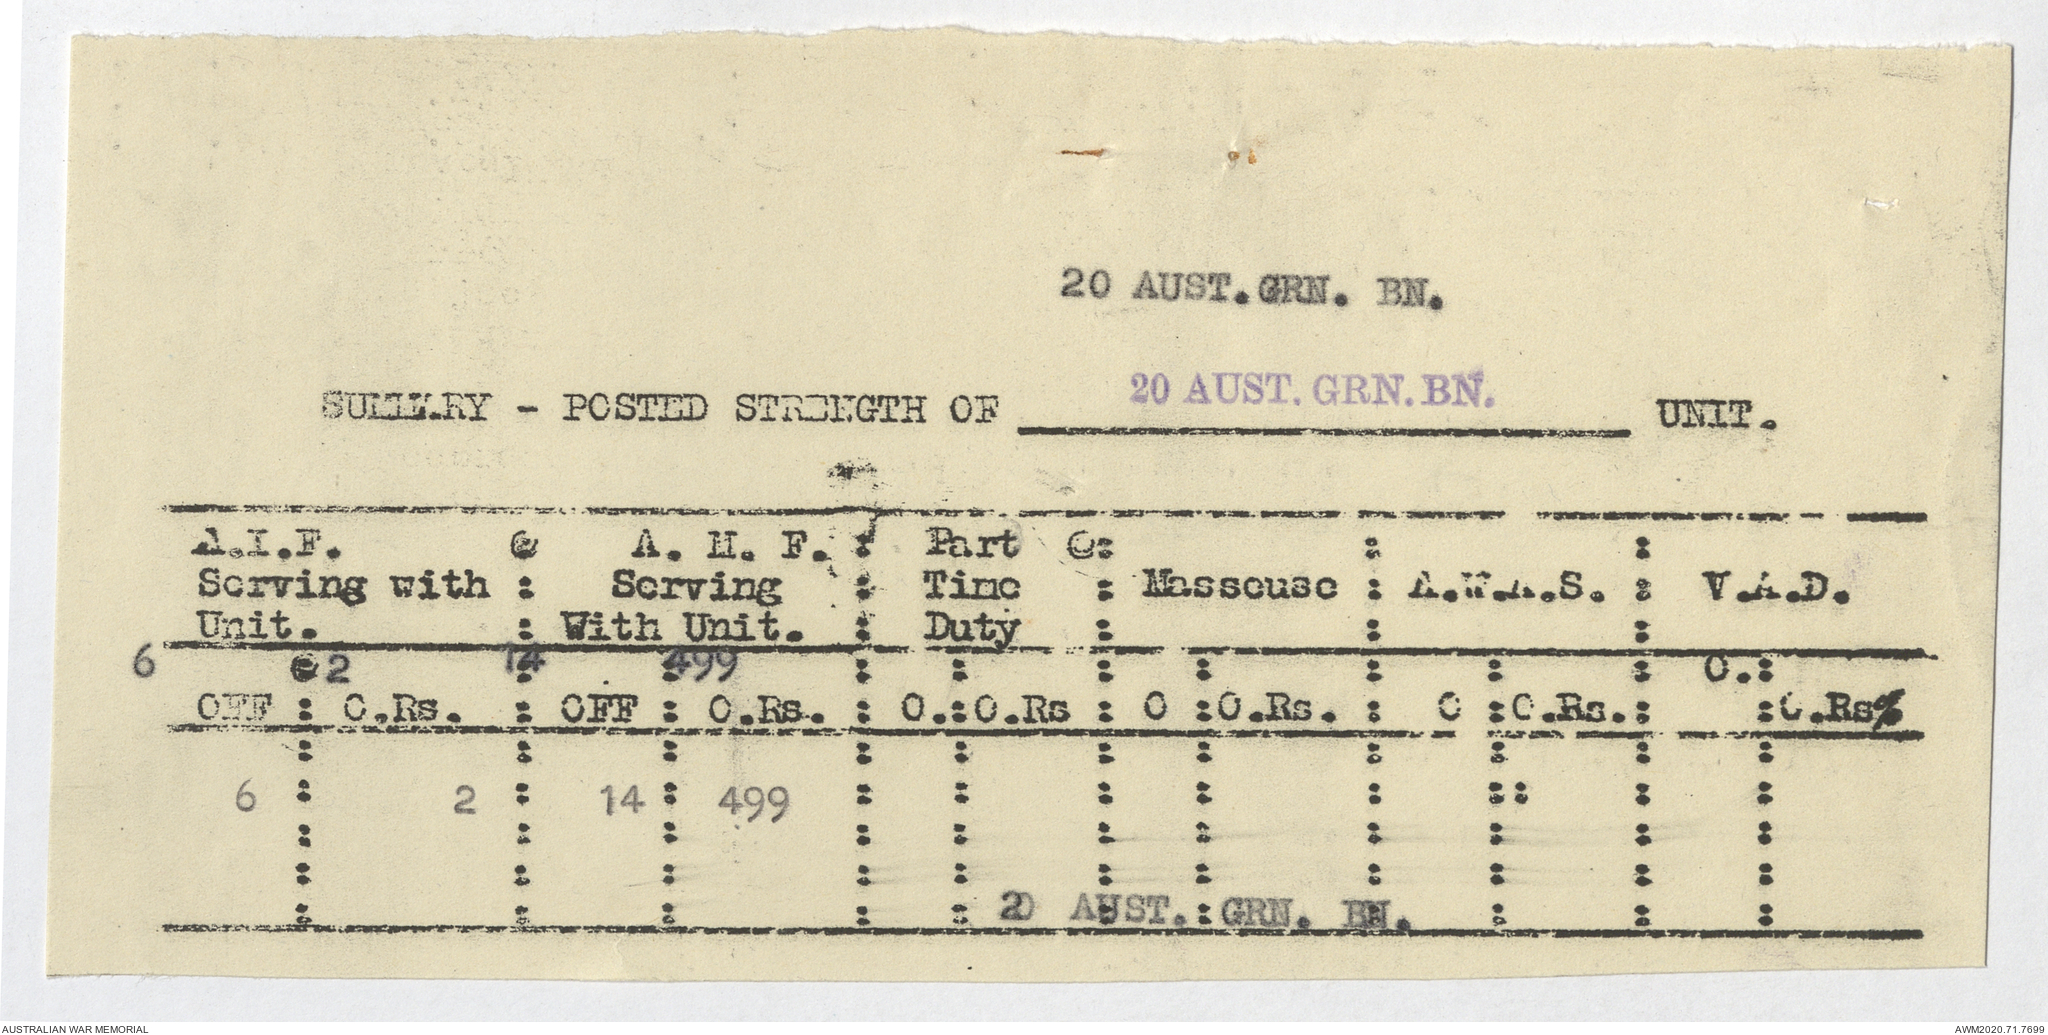 20 AUST.GRN. BN.
SUMMARY - POSTED STRENGTH OF 20 AUST. GRN. BN. UNIT.
A.I.F. @ A. M. F. : Part @: : :
Serving with : Serving : Time : Masseuse : A.W.A.S. : V.A.D.
Unit. : With Unit. : Duty : : :
6 @ 2 14 499 : : : : : : : O. :
OFF : O.Rs. : OFF : O.Rs. : O. : O.Rs : O : O.Rs. : O : O.Rs. : : O.Rs%
6 : 2 : 14 : 499
20 AUST. GRN. BN.
AUSTRALIAN WAR MEMORIAL
AWM2020.71.7699